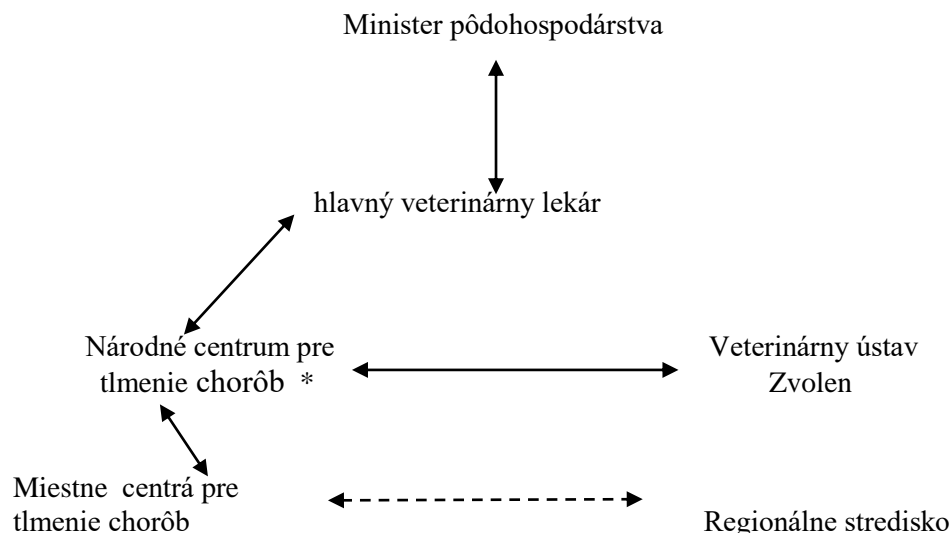 Minister pôdohospodárstva
hlavný veterinárny lekár
Národné centrum pre
tlmenie chorôb *
Veterinárny ústav
Zvolen
Miestne centrá pre
tlmenie chorôb
Regionálne stredisko